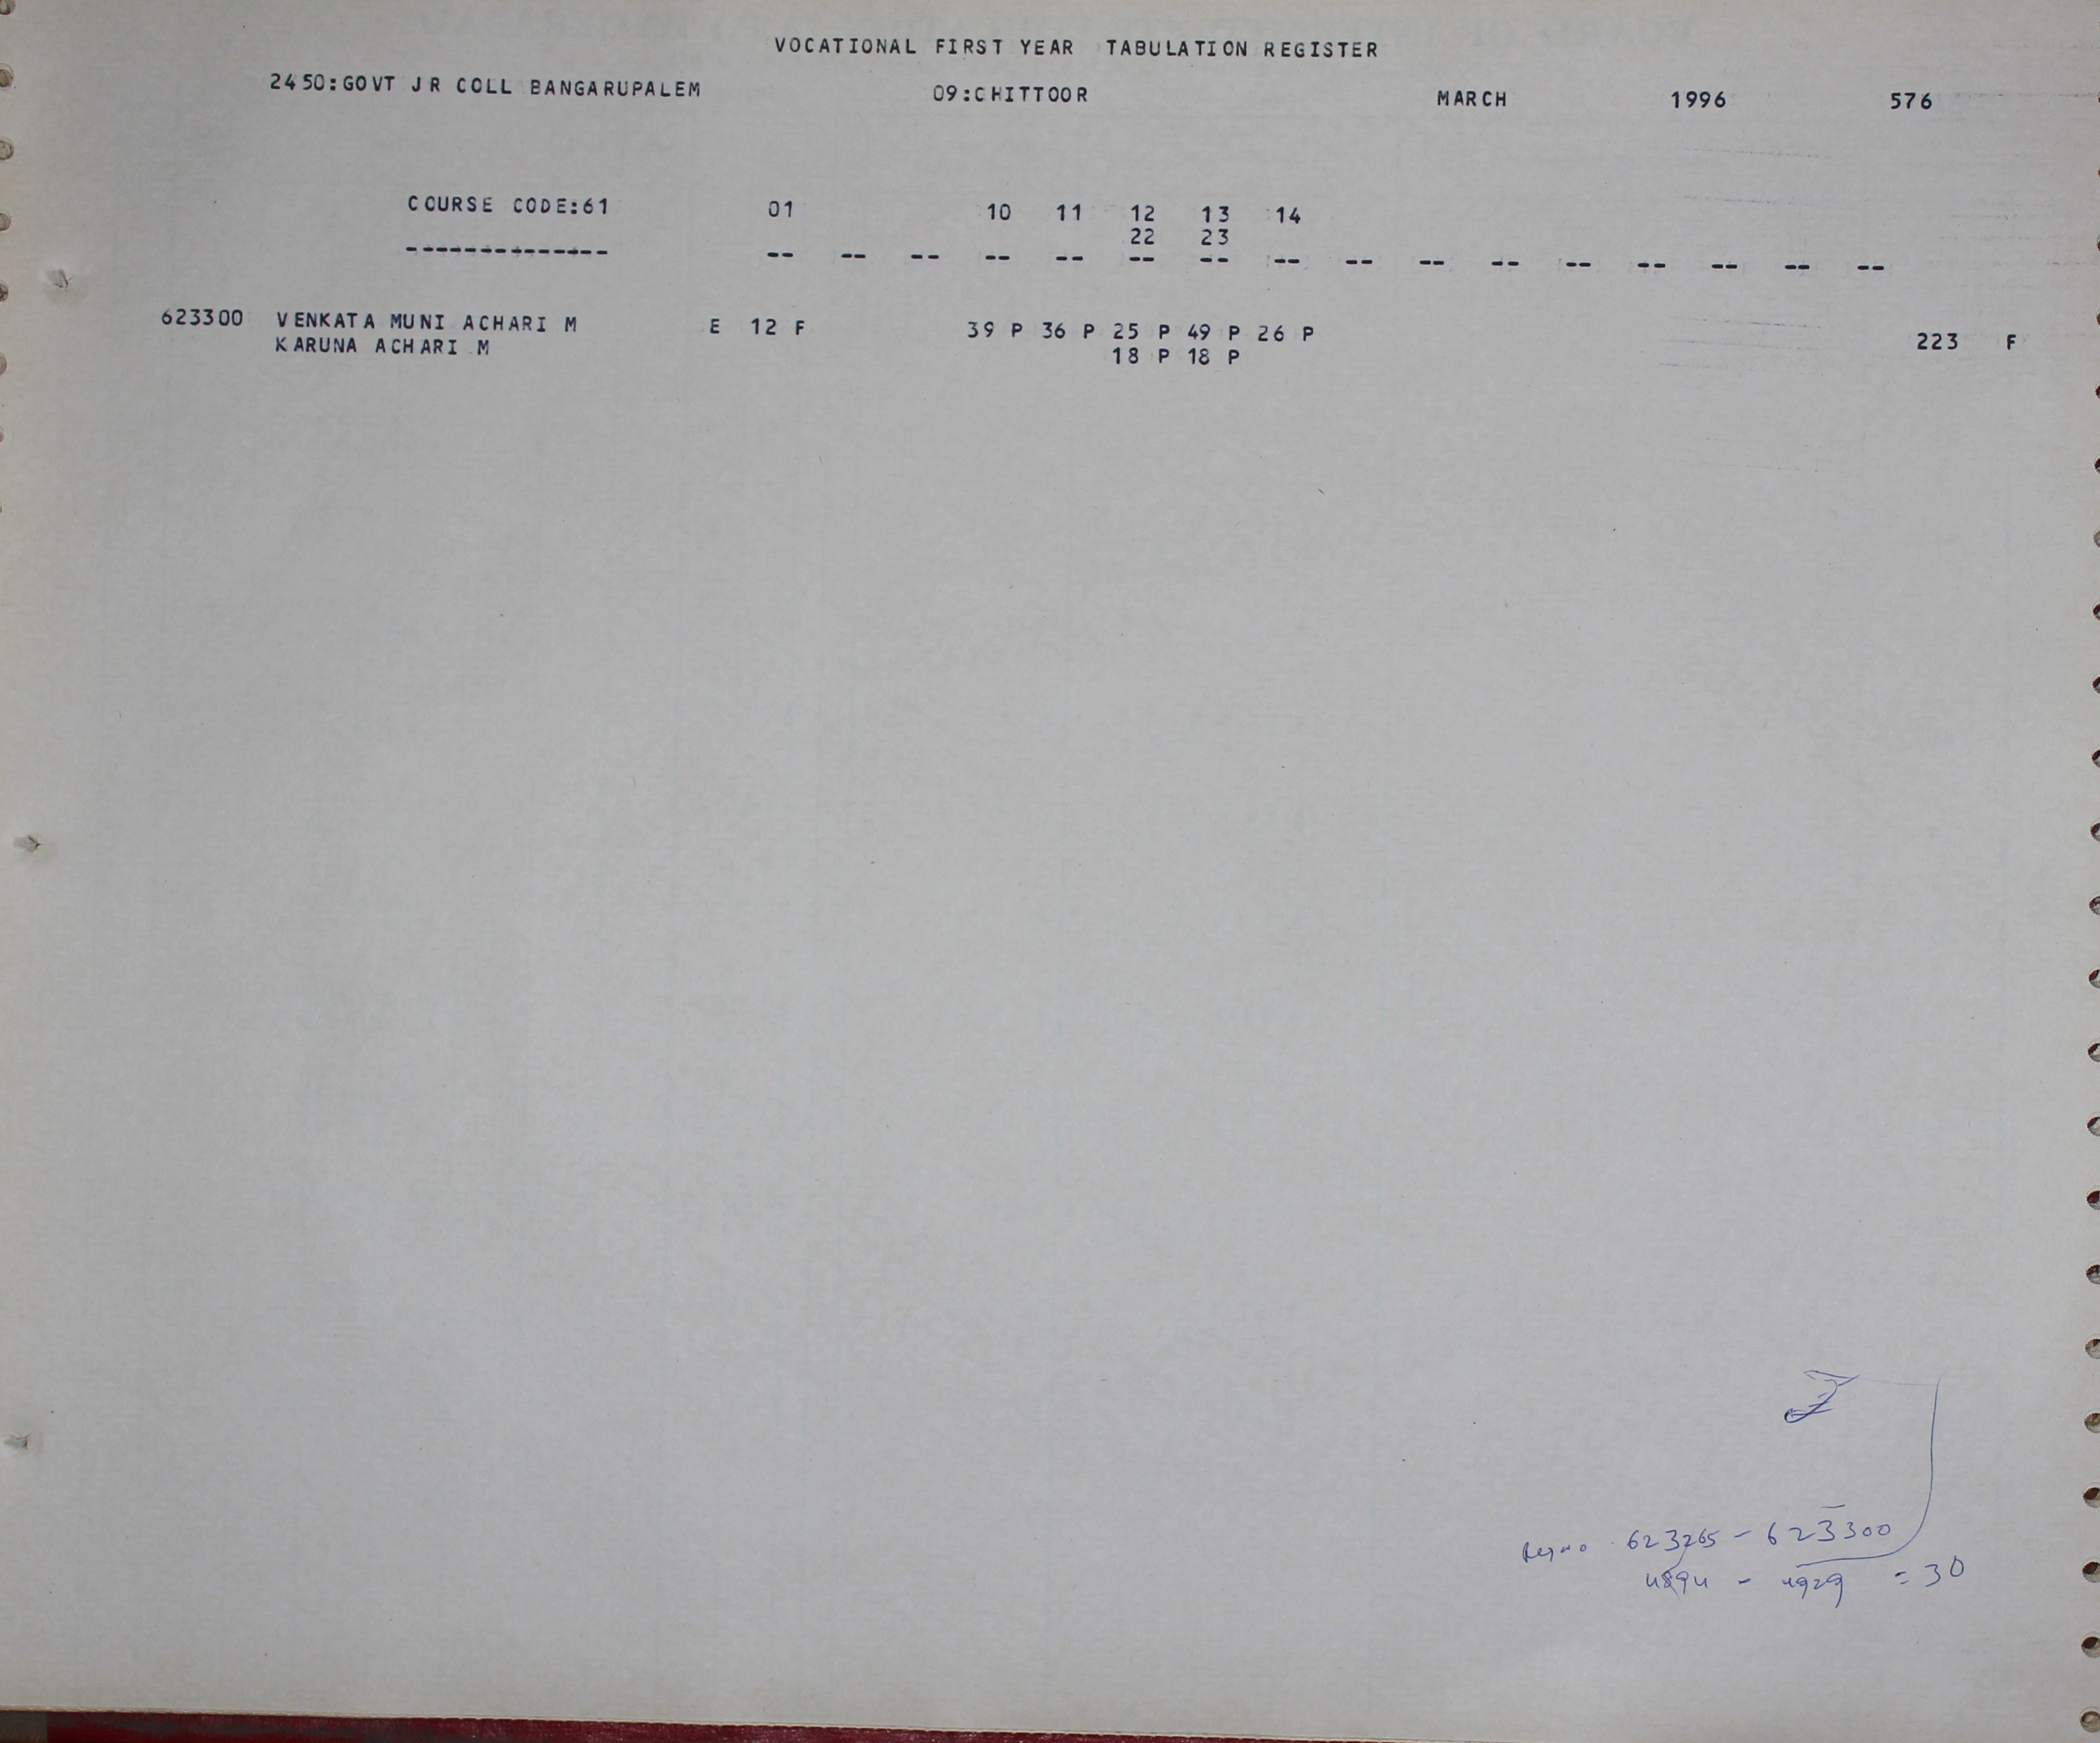 VOCATIONAL FIRST YEAR TABULATION REGISTER
2450:GOVT JR COLL BANGARUPALEM 09:CHITTOOR MARCH 1996 576
COURSE CODE:61 01 10 11 12 13 14
22 23
-------------- -- -- -- -- -- -- -- -- -- -- -- -- -- -- -- --
623300 VENKATA MUNI ACHARI M E 12 F 39 P 36 P 25 P 49 P 26 P 223 F
KARUNA ACHARI M 18 P 18 P
623265 - 623300
4894 - 4929 = 30